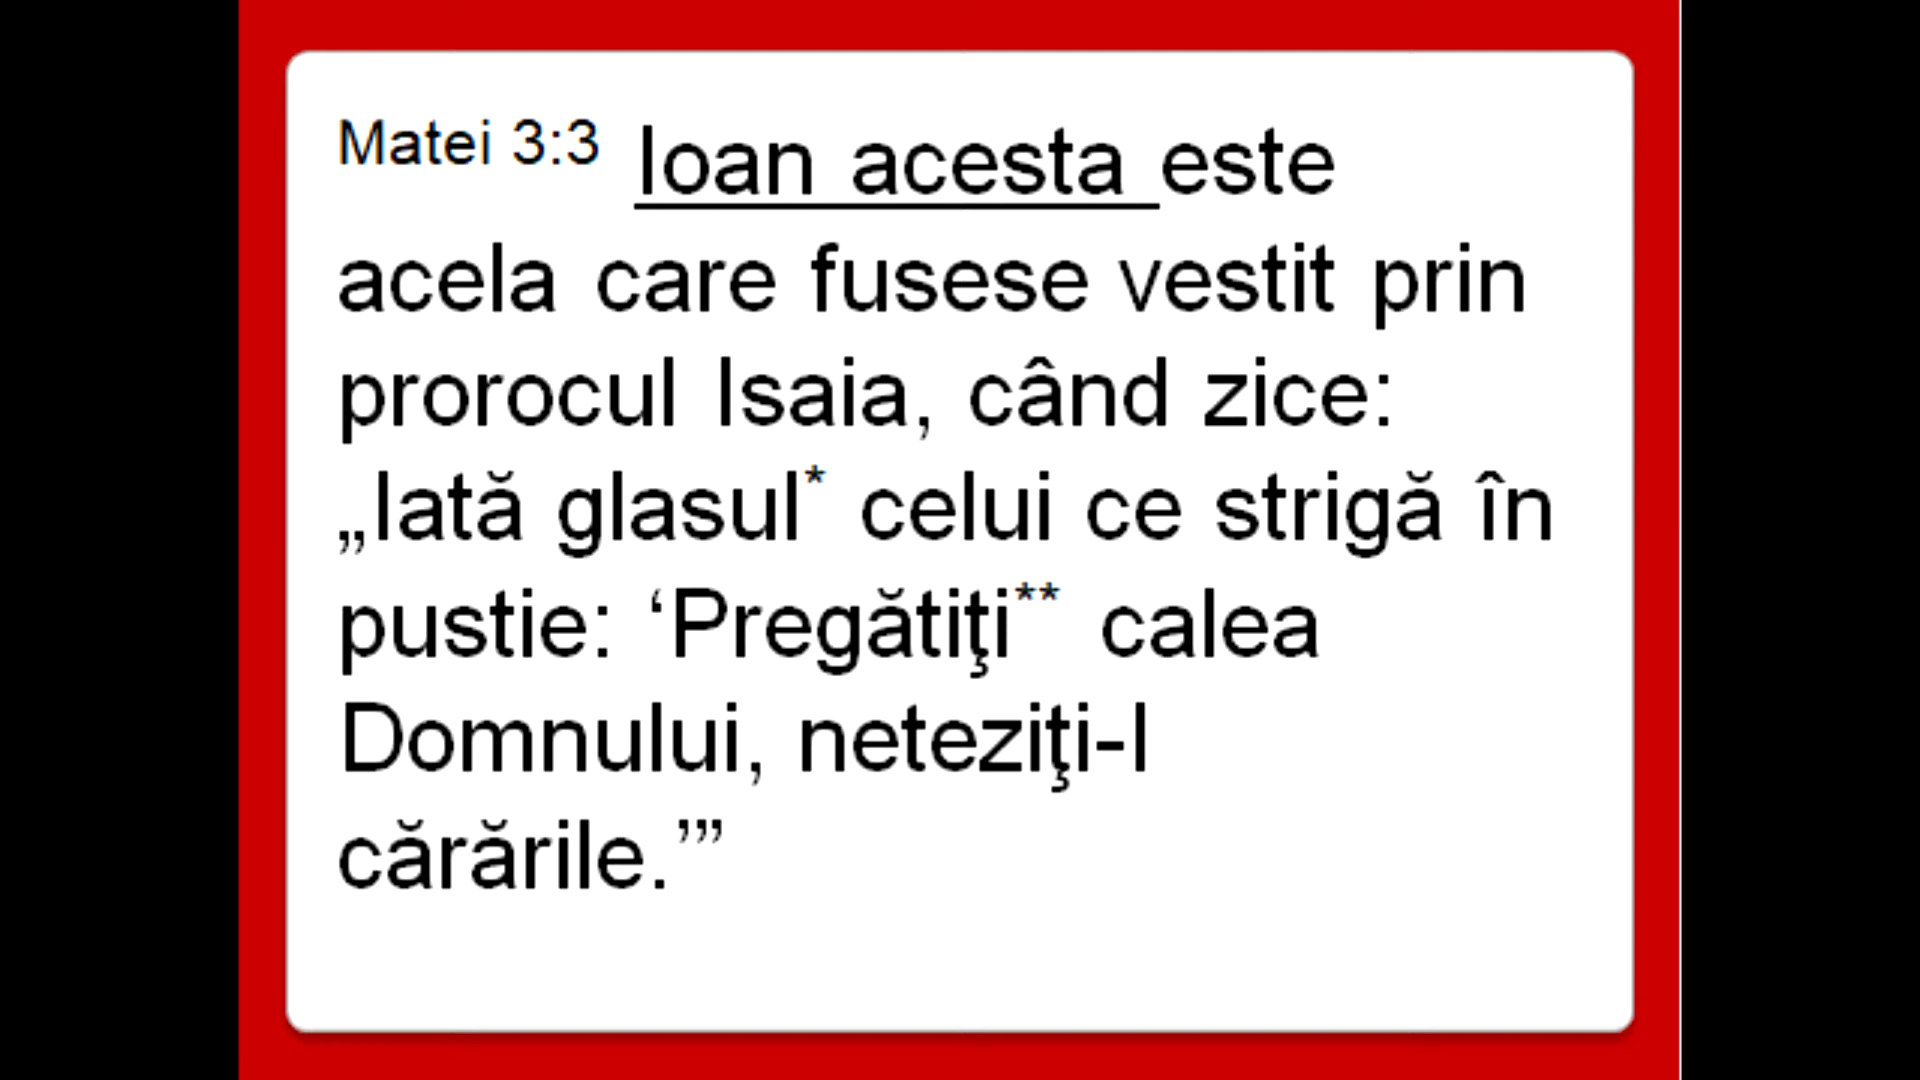 Matei 3:3 Ioan acesta este
acela care fusese vestit prin
prorocul Isaia, când zice:
„Iată glasul* celui ce strigă în
pustie: ‘Pregătiţi** calea
Domnului, neteziţi-I
cărările.’”